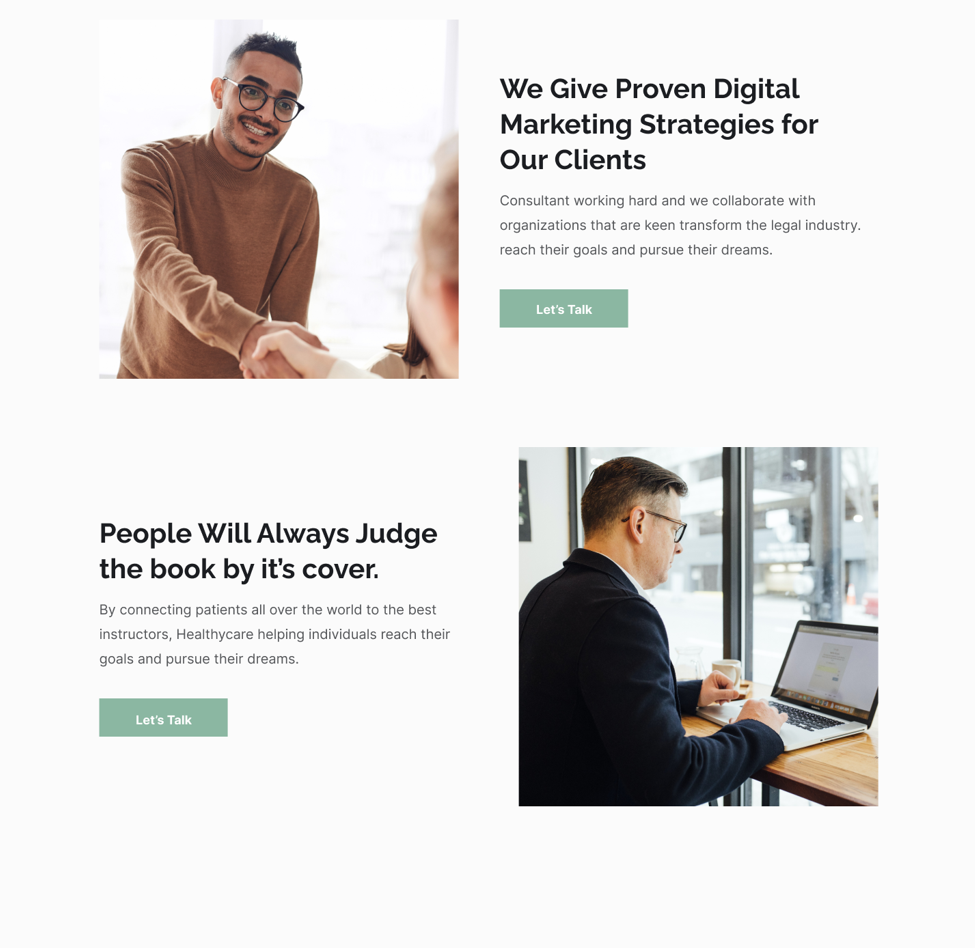 We Give Proven Digital
Marketing Strategies for
Our Clients
Consultant working hard and we collaborate with
organizations that are keen transform the legal industry.
reach their goals and pursue their dreams.
Let’s Talk
People Will Always Judge
the book by it’s cover.
By connecting patients all over the world to the best
instructors, Healthycare helping individuals reach their
goals and pursue their dreams.
Let’s Talk